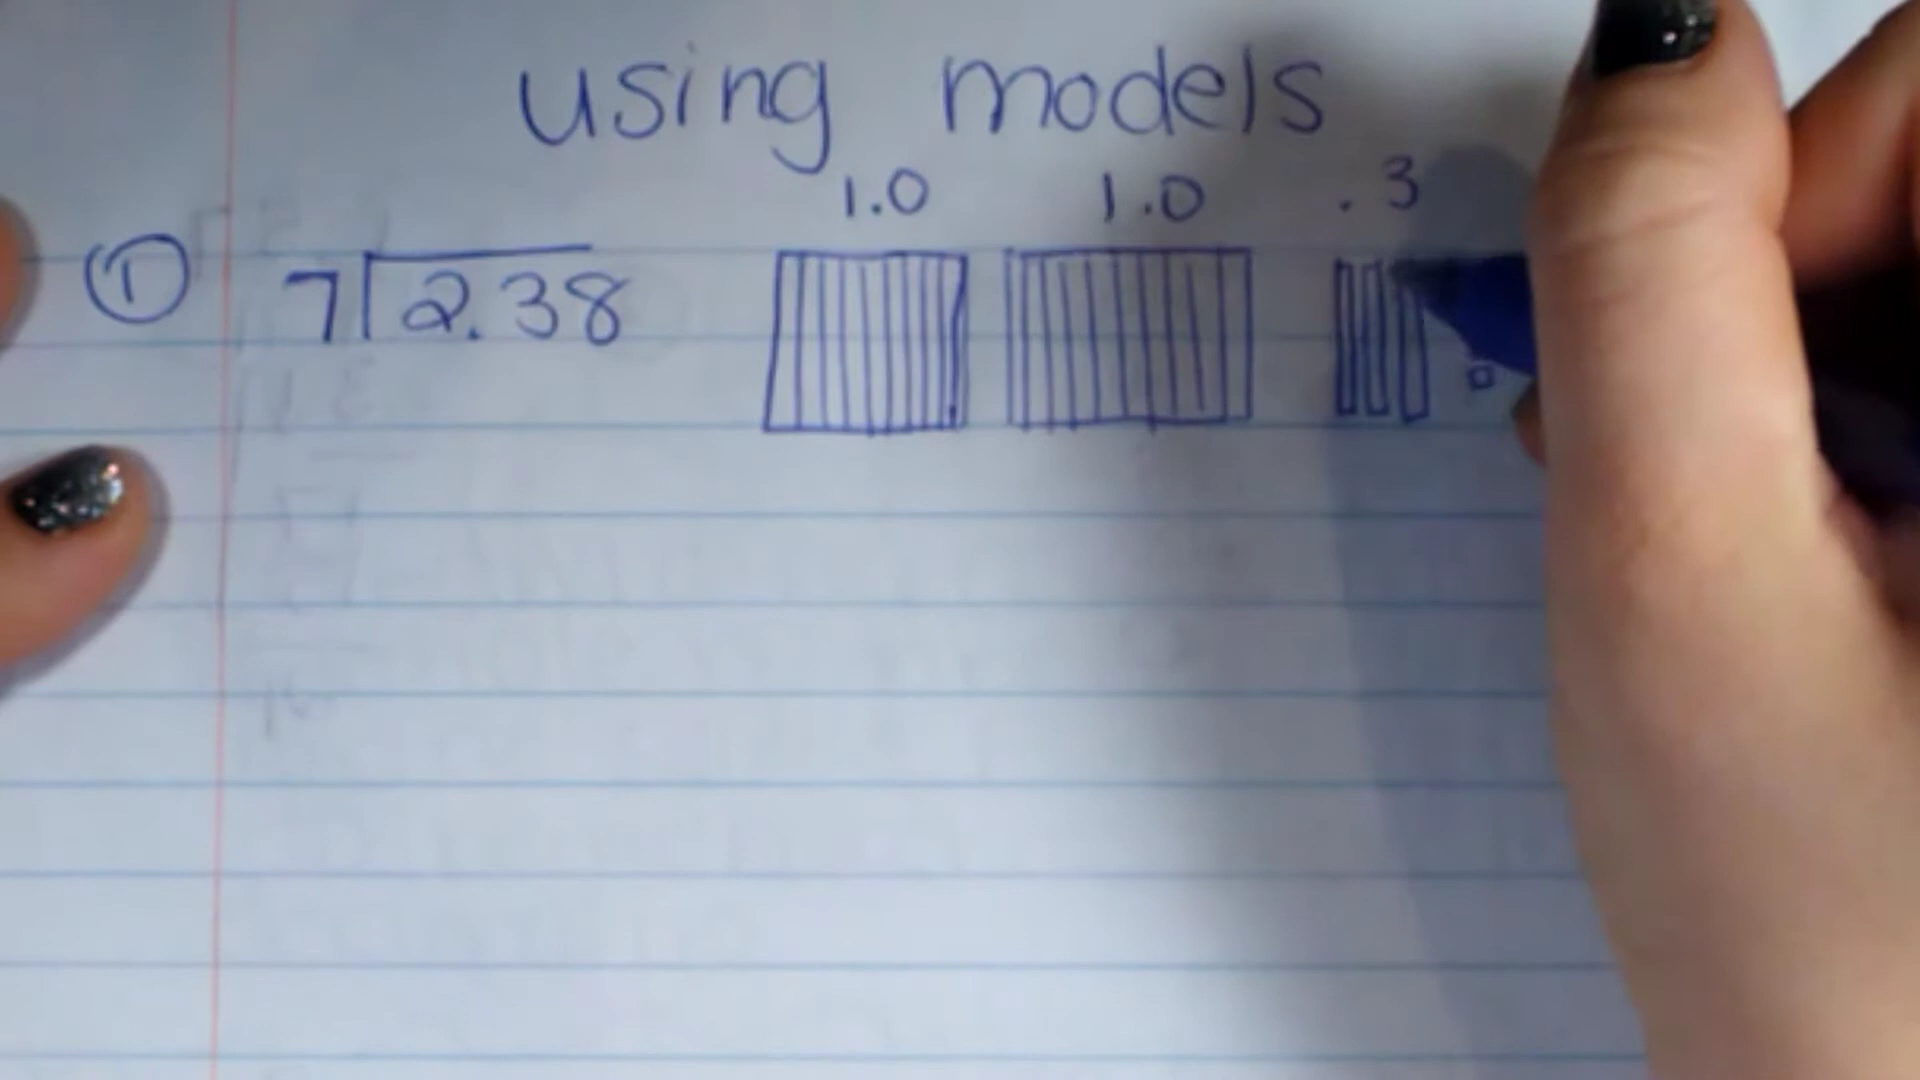 using models
1.0 1.0 .3
① 7⟌2.38